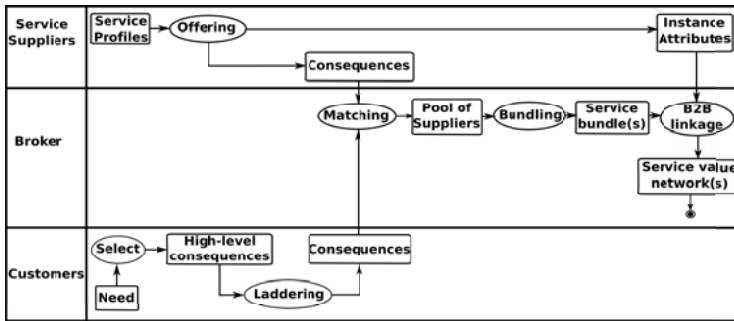 Service
Suppliers
Service
Profiles
Offering
Instance
Attributes
Consequences
Broker
Matching
Pool of
Suppliers
Bundling
Service
bundle(s)
B2B
linkage
Service value
network(s)
Customers
Select
High-level
consequences
Consequences
Need
Laddering